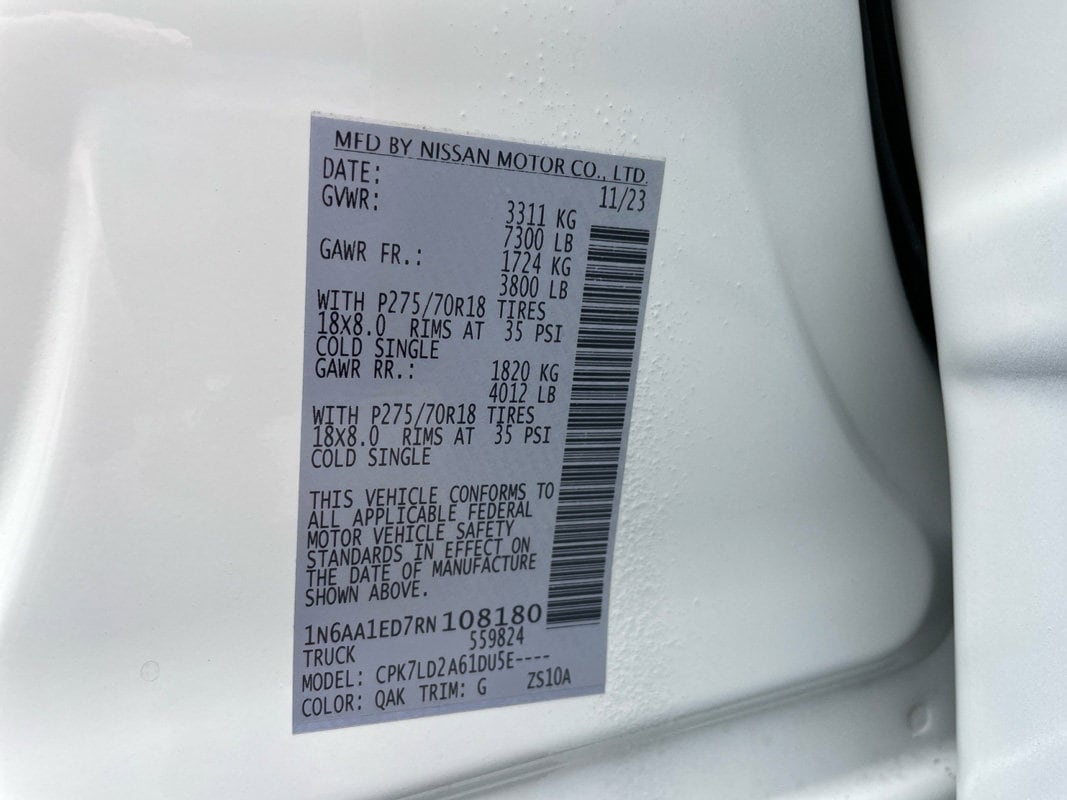 MFD BY NISSAN MOTOR CO., LTD.
DATE: 11/23
GVWR: 3311 KG
7300 LB
GAWR FR.: 1724 KG
3800 LB
WITH P275/70R18 TIRES
18X8.0 RIMS AT 35 PSI
COLD SINGLE
GAWR RR.: 1820 KG
4012 LB
WITH P275/70R18 TIRES
18X8.0 RIMS AT 35 PSI
COLD SINGLE
THIS VEHICLE CONFORMS TO
ALL APPLICABLE FEDERAL
MOTOR VEHICLE SAFETY
STANDARDS IN EFFECT ON
THE DATE OF MANUFACTURE
SHOWN ABOVE.
1N6AA1ED7RN108180
TRUCK 559824
MODEL: CPK7LD2A61DU5E----
COLOR: QAK TRIM: G ZS10A